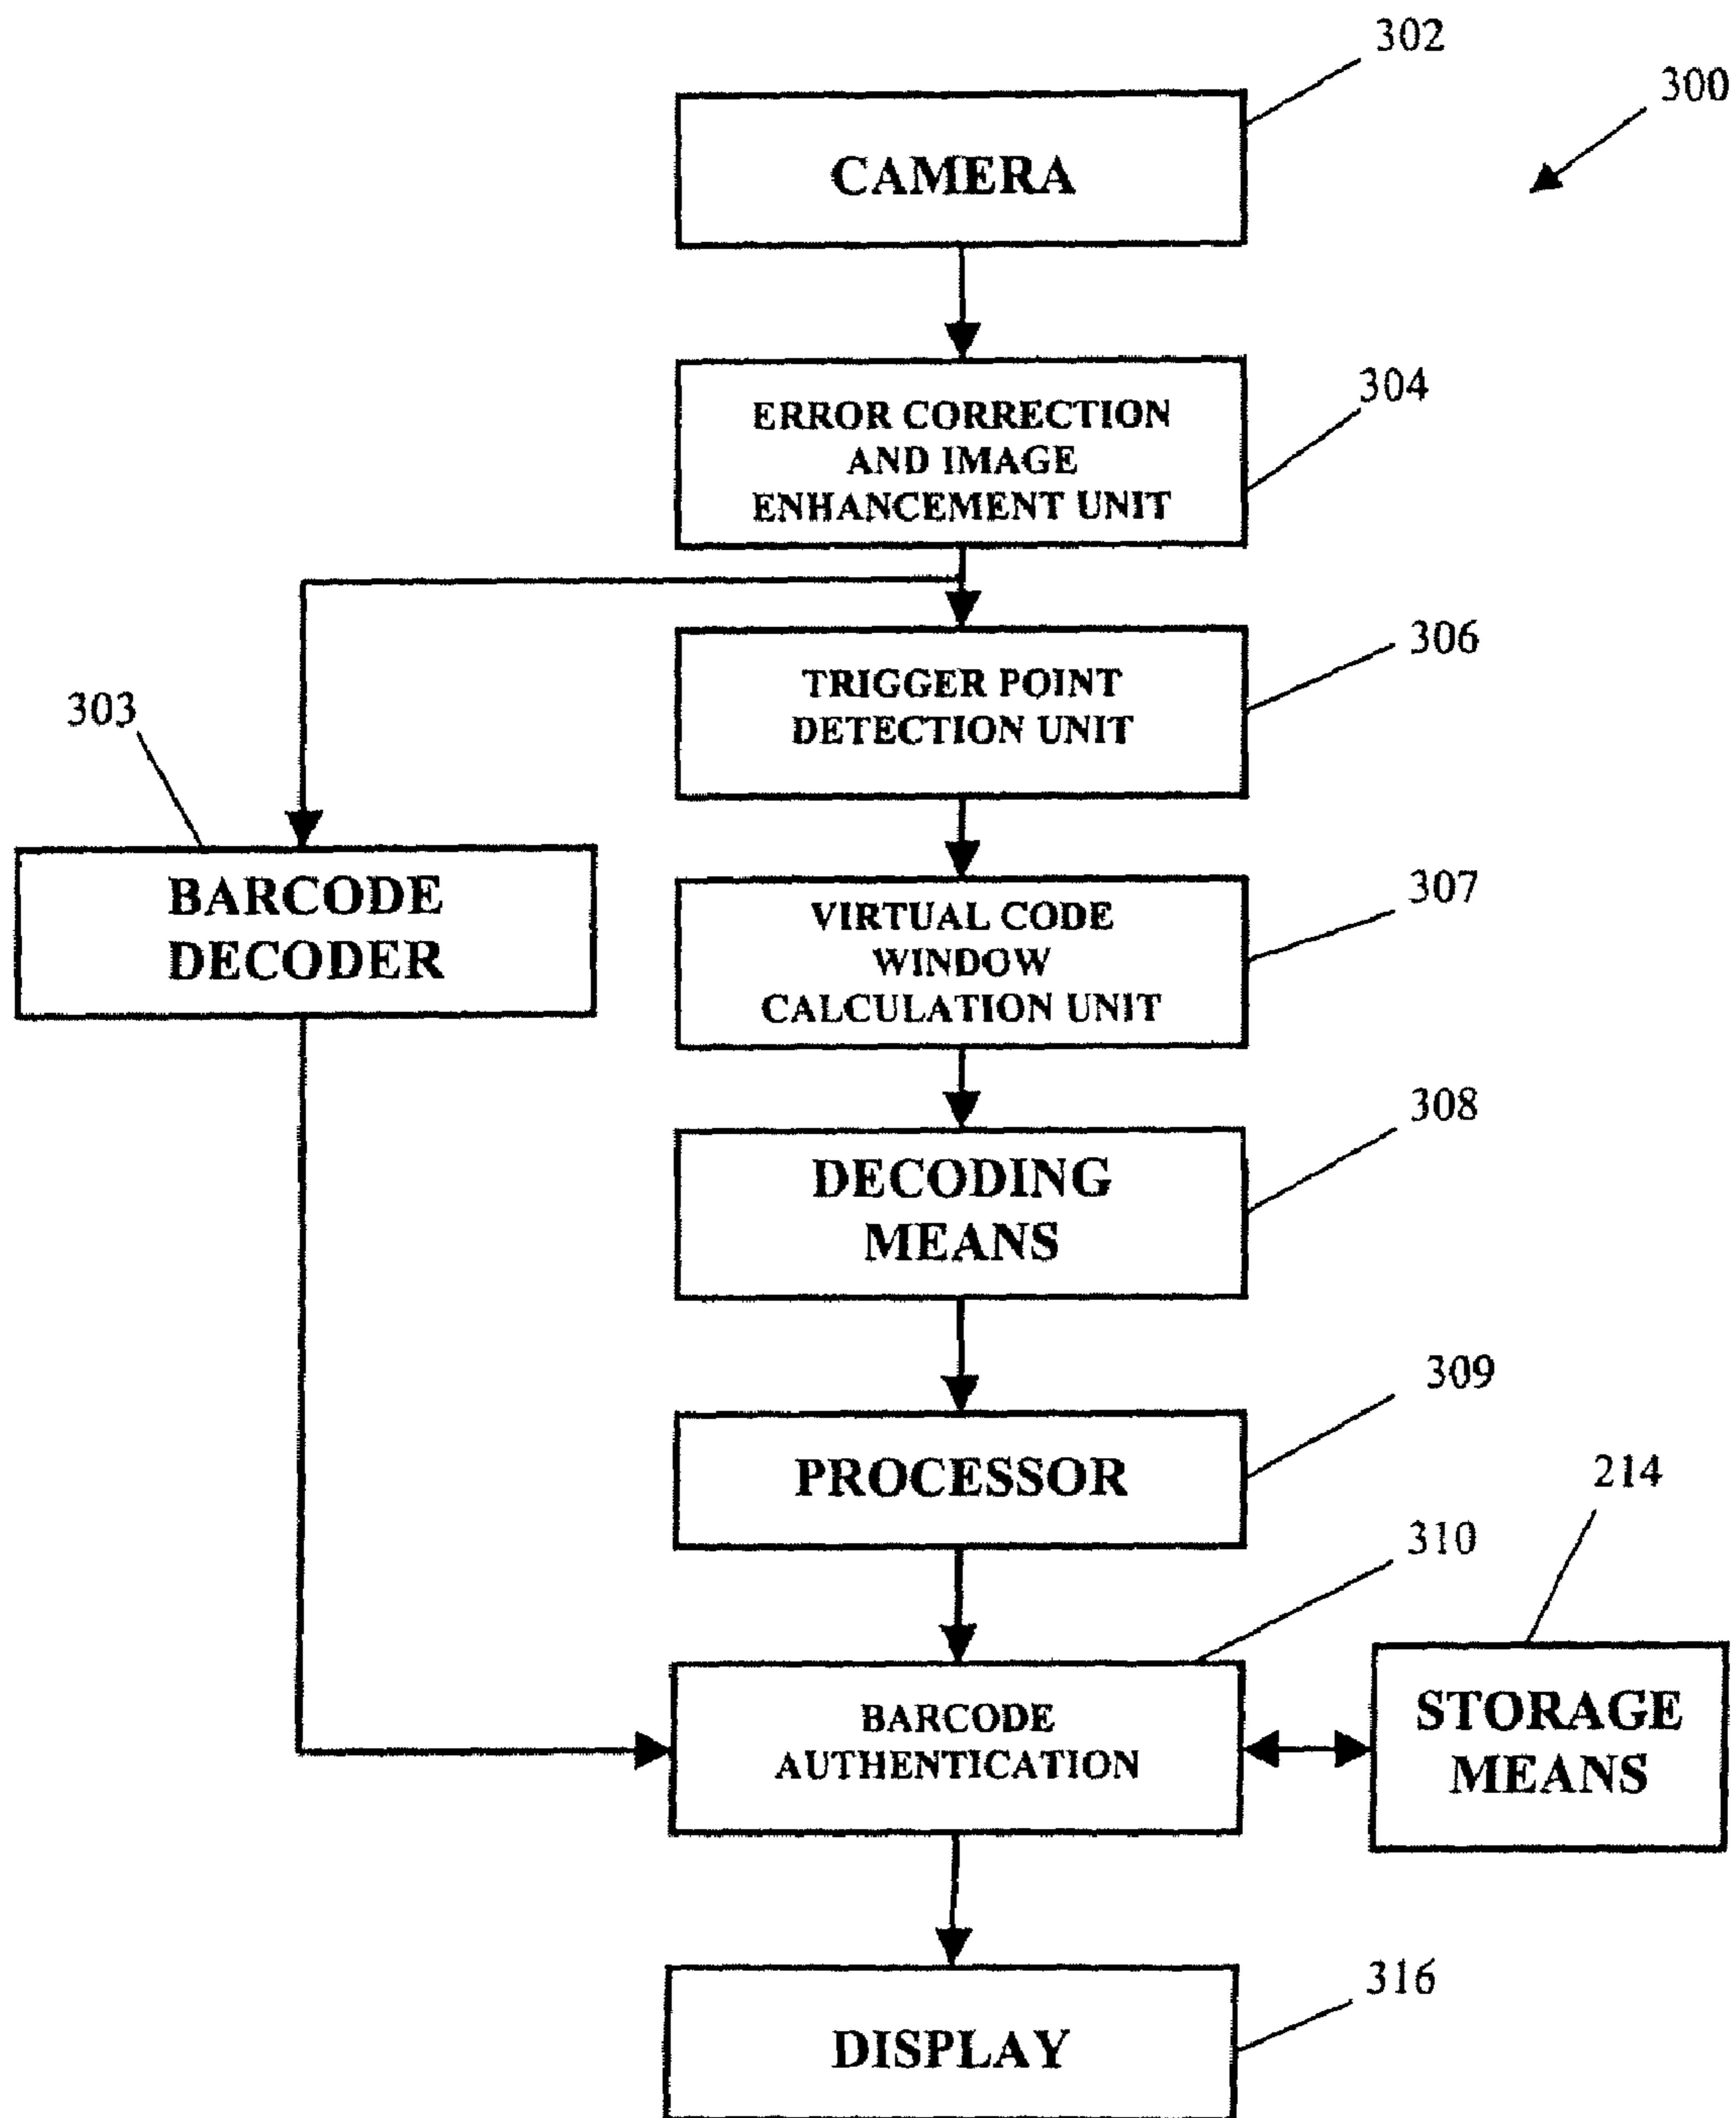 302
300
CAMERA
304
ERROR CORRECTION
AND IMAGE
ENHANCEMENT UNIT
306
TRIGGER POINT
DETECTION UNIT
303
BARCODE
DECODER
307
VIRTUAL CODE
WINDOW
CALCULATION UNIT
308
DECODING
MEANS
309
PROCESSOR
214
310
BARCODE
AUTHENTICATION
STORAGE
MEANS
316
DISPLAY